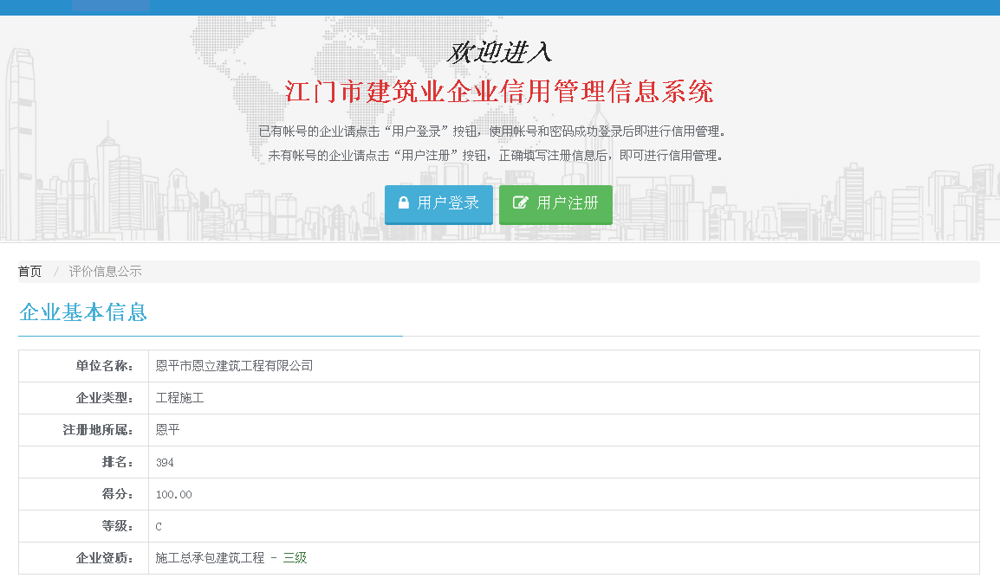 欢迎进入
江门市建筑业企业信用管理信息系统
已有帐号的企业请点击“用户登录”按钮，使用帐号和密码成功登录后即进行信用管理。
未有帐号的企业请点击“用户注册”按钮，正确填写注册信息后，即可进行信用管理。
用户登录 用户注册
首页 / 评价信息公示
企业基本信息
单位名称： 恩平市恩立建筑工程有限公司
企业类型： 工程施工
注册地所属： 恩平
排名： 394
得分： 100.00
等级： C
企业资质： 施工总承包建筑工程 - 三级